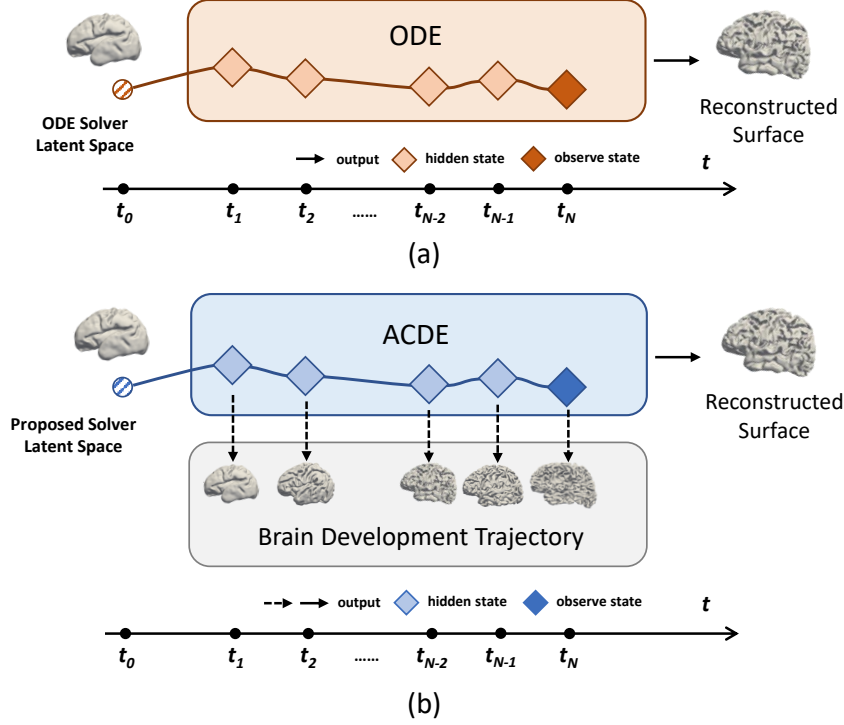 ODE
ODE Solver
Latent Space
Reconstructed
Surface
output hidden state observe state
t
t0 t1 t2 ...... tN-2 tN-1 tN
(a)
ACDE
Proposed Solver
Latent Space
Reconstructed
Surface
Brain Development Trajectory
output hidden state observe state
t
t0 t1 t2 ...... tN-2 tN-1 tN
(b)